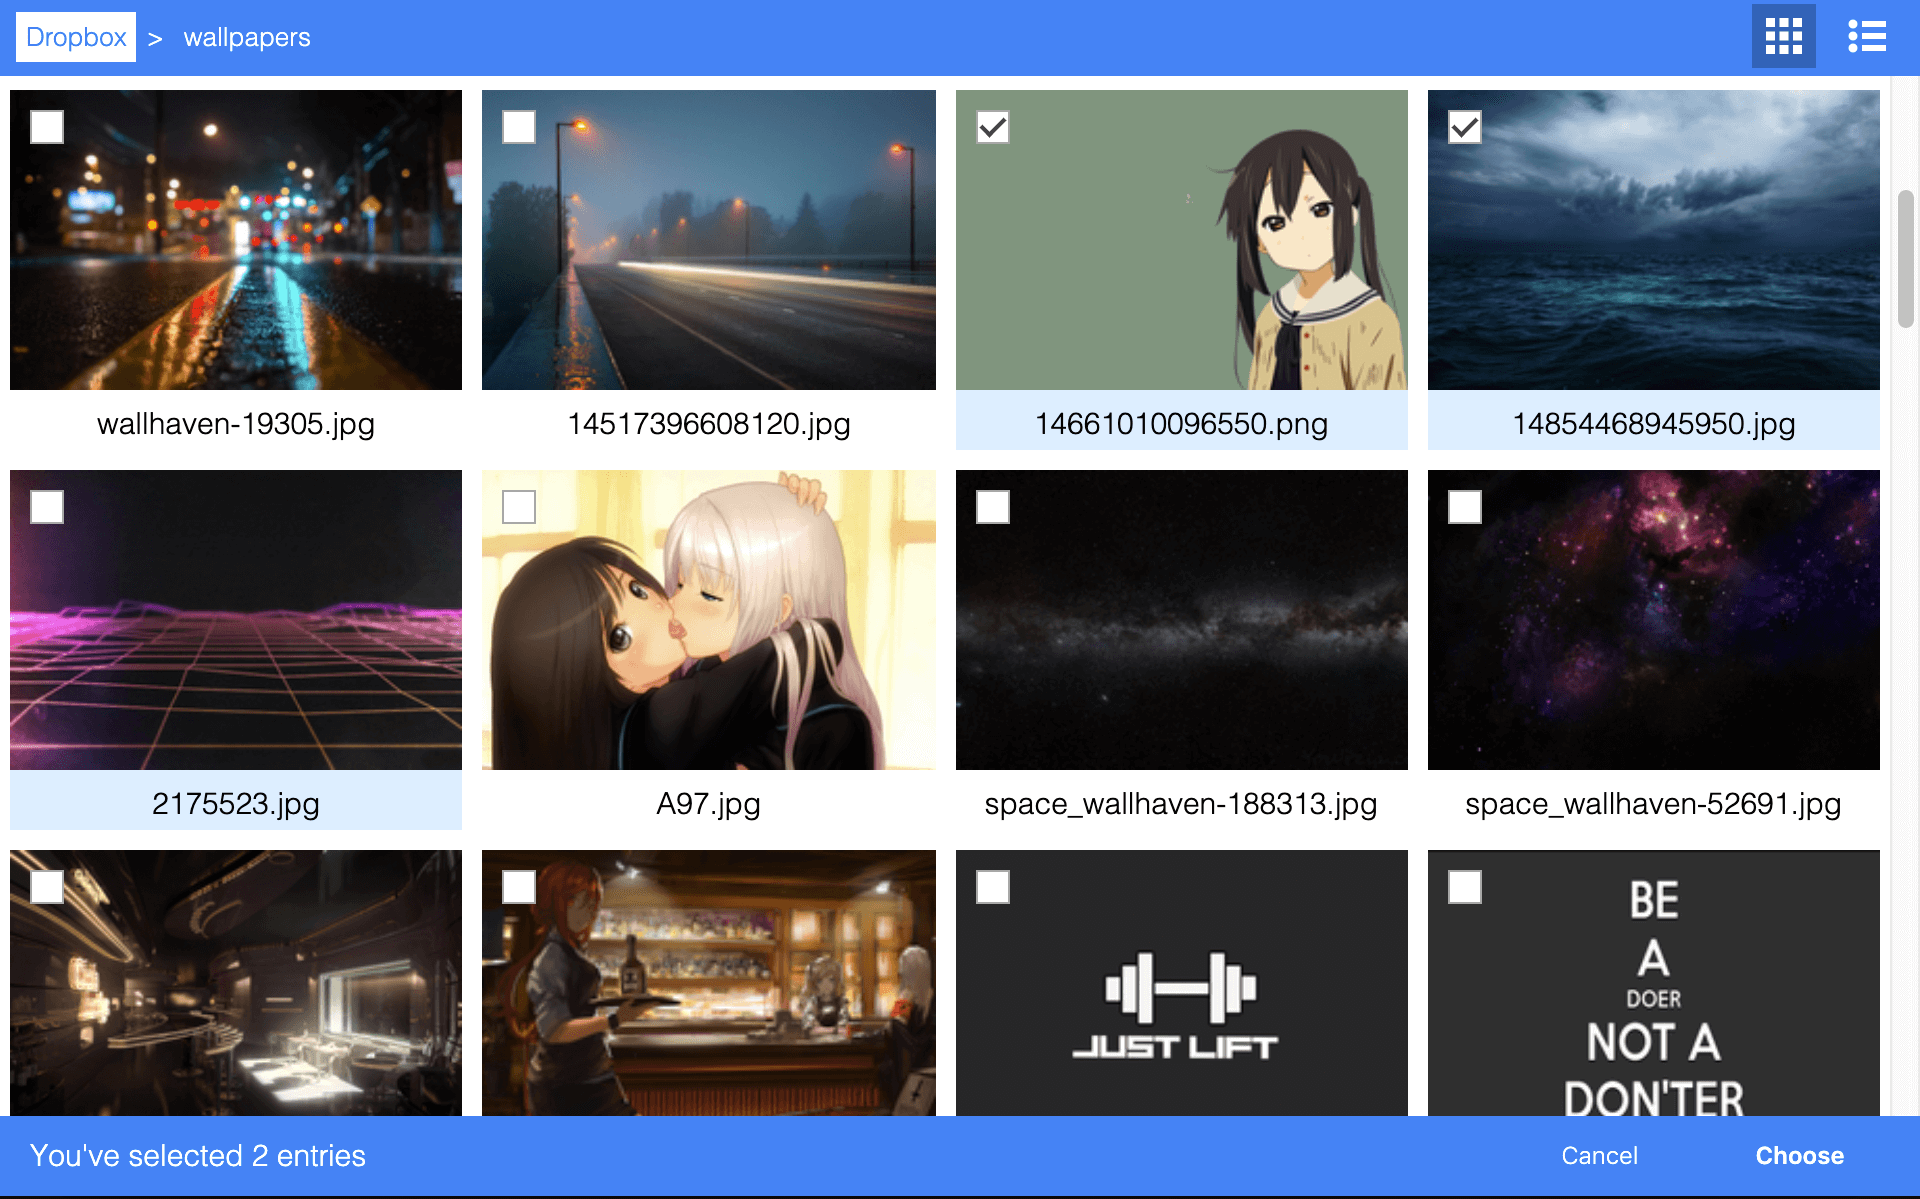 Dropbox > wallpapers
wallhaven-19305.jpg
14517396608120.jpg
14661010096550.png
14854468945950.jpg
2175523.jpg
A97.jpg
space_wallhaven-188313.jpg
space_wallhaven-52691.jpg
JUST LIFT
BE
A
DOER
NOT A
DON'TER
You've selected 2 entries
Cancel
Choose